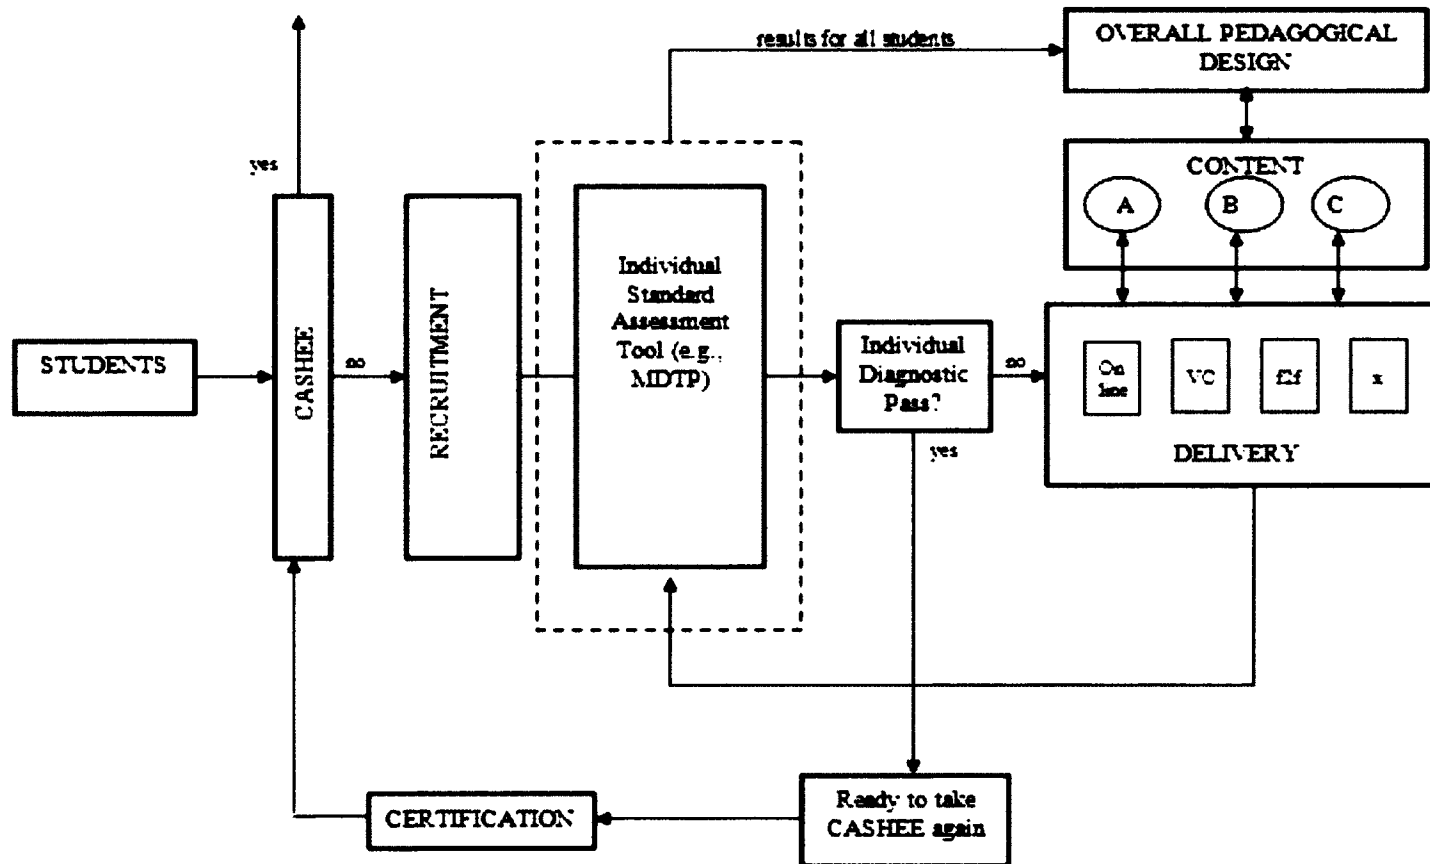 results for all students
OVERALL PEDAGOGICAL
DESIGN
yes
CONTENT
A
B
C
STUDENTS
CASHEE
no
RECRUITMENT
Individual
Standard
Assessment
Tool (e.g.,
MDTP)
Individual
Diagnostic
Pass?
no
yes
On
line
VC
f2f
x
DELIVERY
Ready to take
CASHEE again
CERTIFICATION